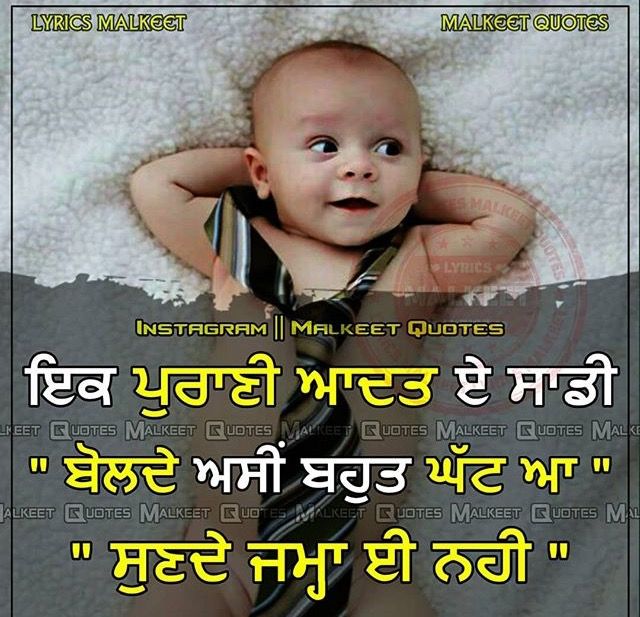 LYRICS MALKEET
MALKEET QUOTES
INSTAGRAM || MALKEET QUOTES
ਇਕ ਪੁਰਾਣੀ ਆਦਤ ਏ ਸਾਡੀ
" ਬੋਲਦੇ ਅਸੀਂ ਬਹੁਤ ਘੱਟ ਆ "
" ਸੁਣਦੇ ਜਮ੍ਹਾ ਈ ਨਹੀ "